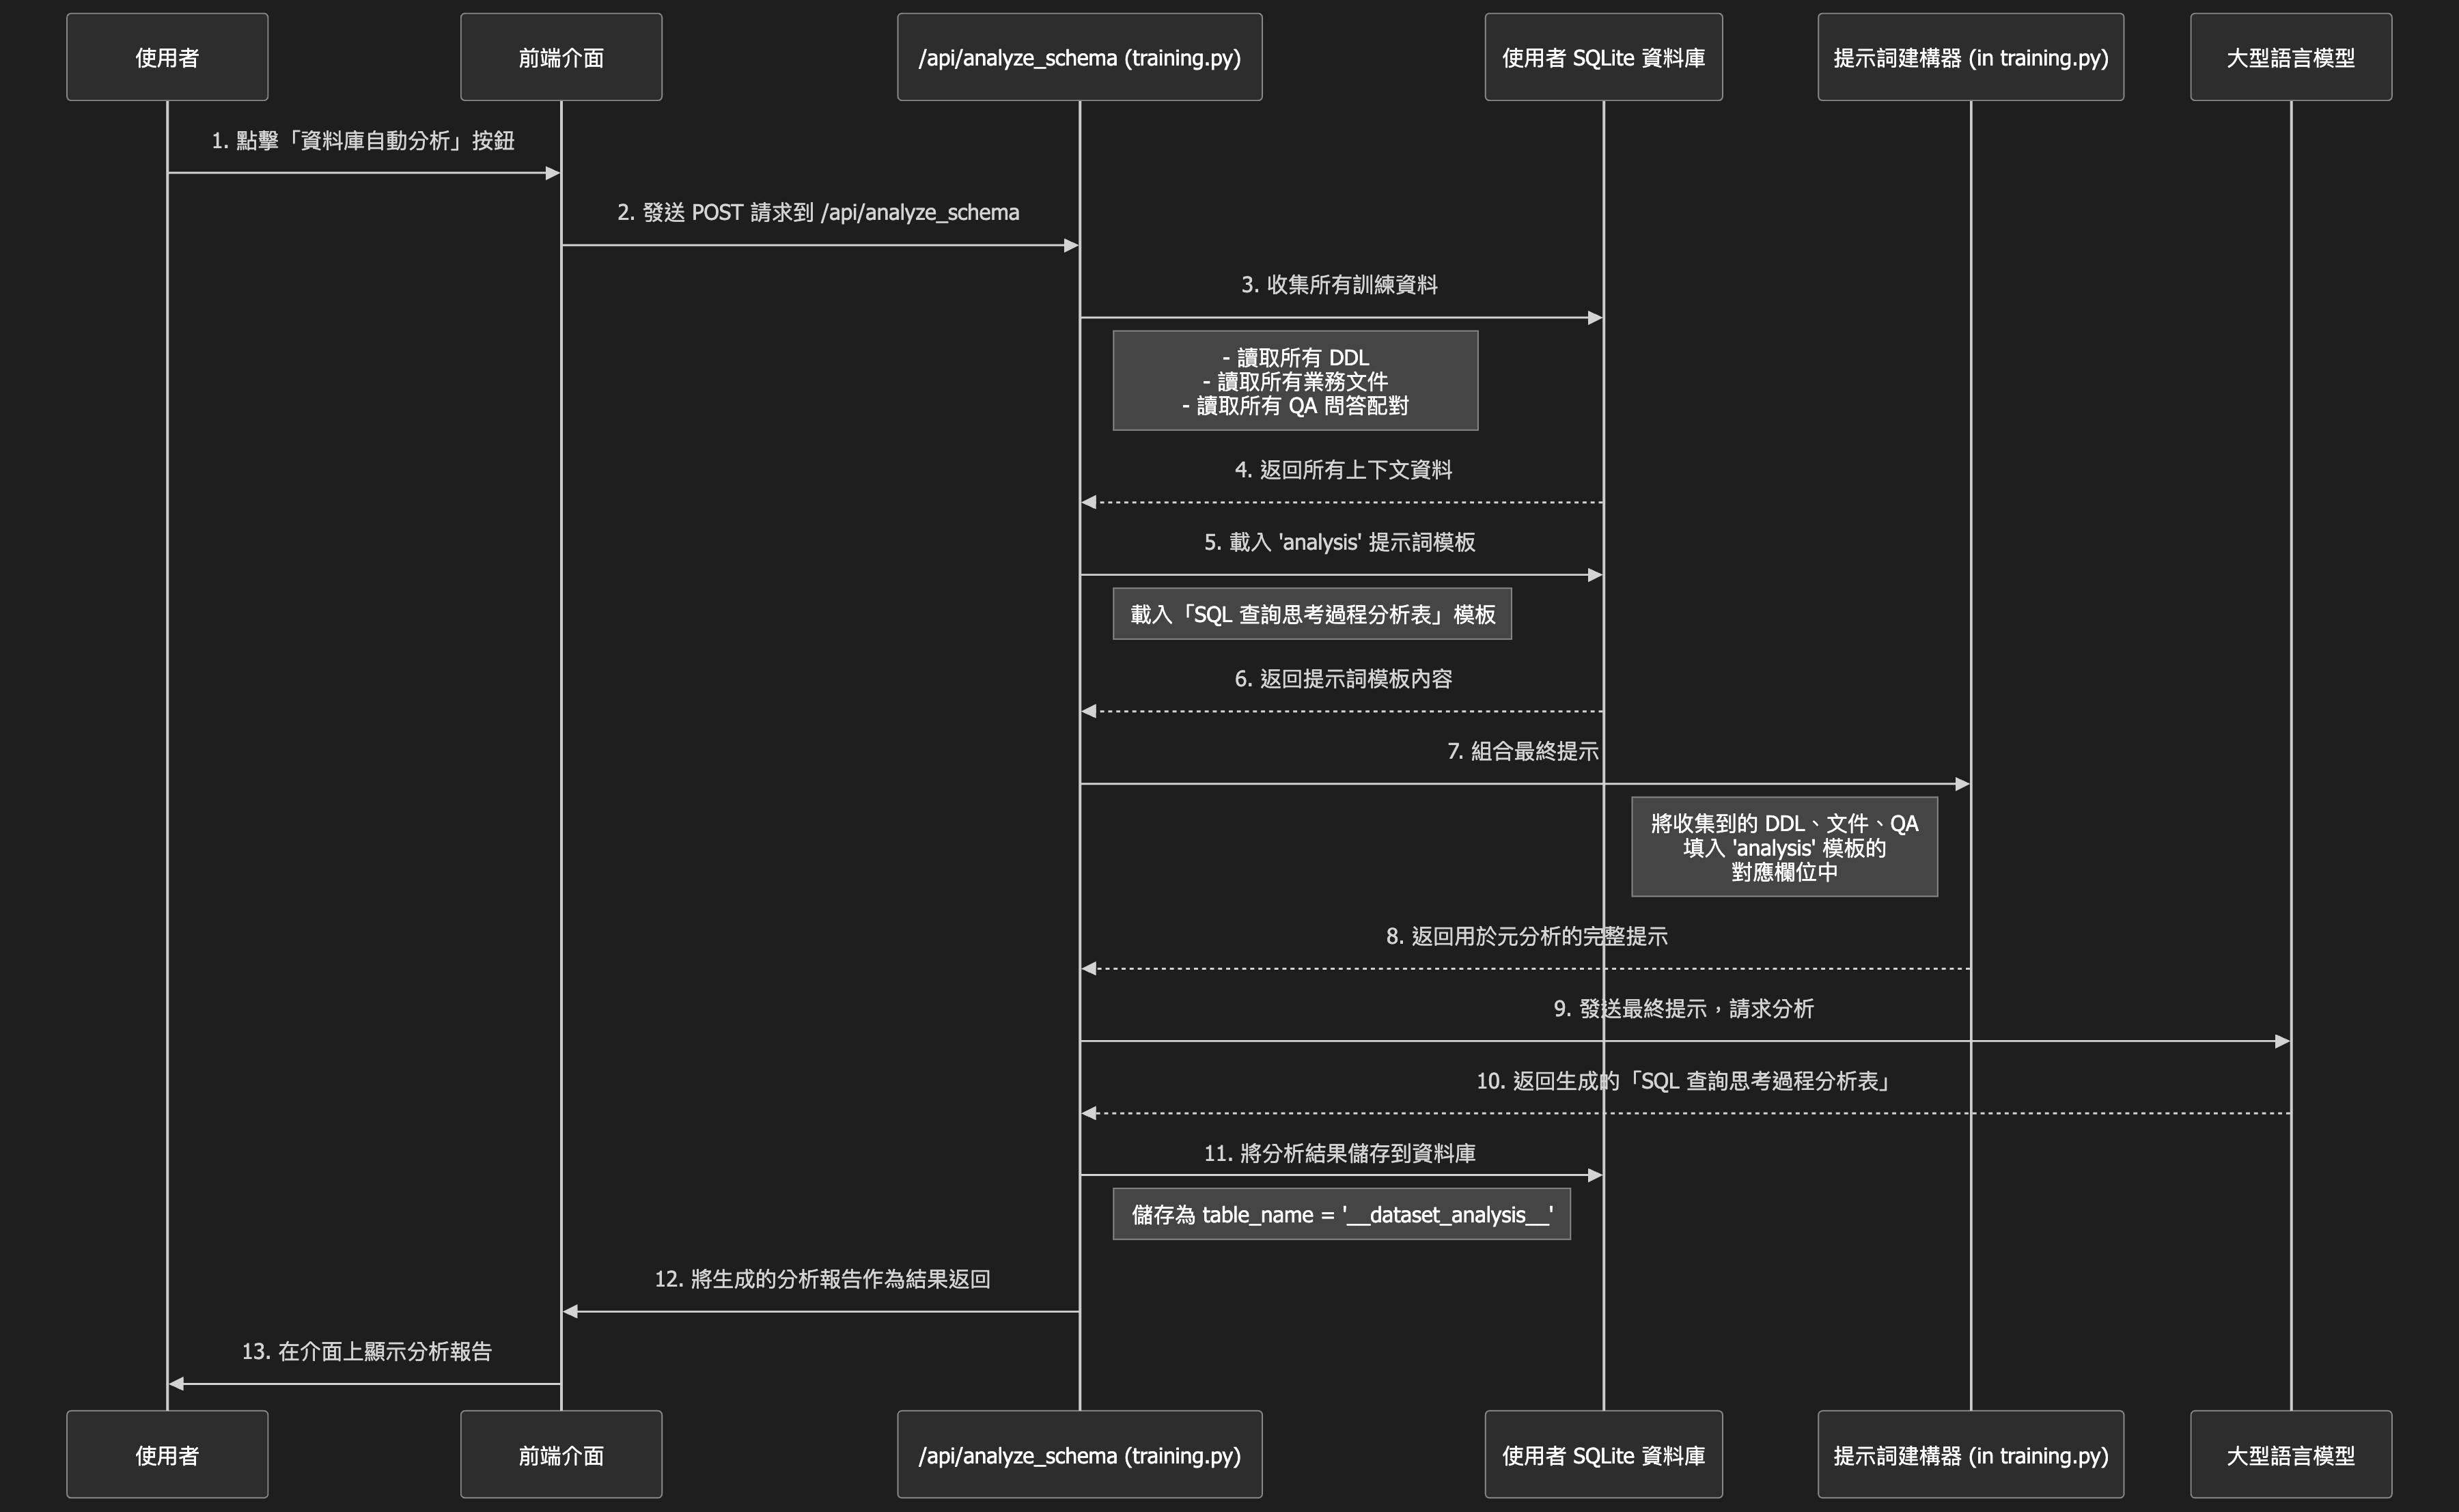 使用者
前端介面
/api/analyze_schema (training.py)
使用者 SQLite 資料庫
提示詞建構器 (in training.py)
大型語言模型
1. 點擊「資料庫自動分析」按鈕
2. 發送 POST 請求到 /api/analyze_schema
3. 收集所有訓練資料
- 讀取所有 DDL
- 讀取所有業務文件
- 讀取所有 QA 問答配對
4. 返回所有上下文資料
5. 載入 'analysis' 提示詞模板
載入「SQL 查詢思考過程分析表」模板
6. 返回提示詞模板內容
7. 組合最終提示
將收集到的 DDL、文件、QA
填入 'analysis' 模板的
對應欄位中
8. 返回用於元分析的完整提示
9. 發送最終提示，請求分析
10. 返回生成的「SQL 查詢思考過程分析表」
11. 將分析結果儲存到資料庫
儲存為 table_name = '__dataset_analysis__'
12. 將生成的分析報告作為結果返回
13. 在介面上顯示分析報告
使用者
前端介面
/api/analyze_schema (training.py)
使用者 SQLite 資料庫
提示詞建構器 (in training.py)
大型語言模型